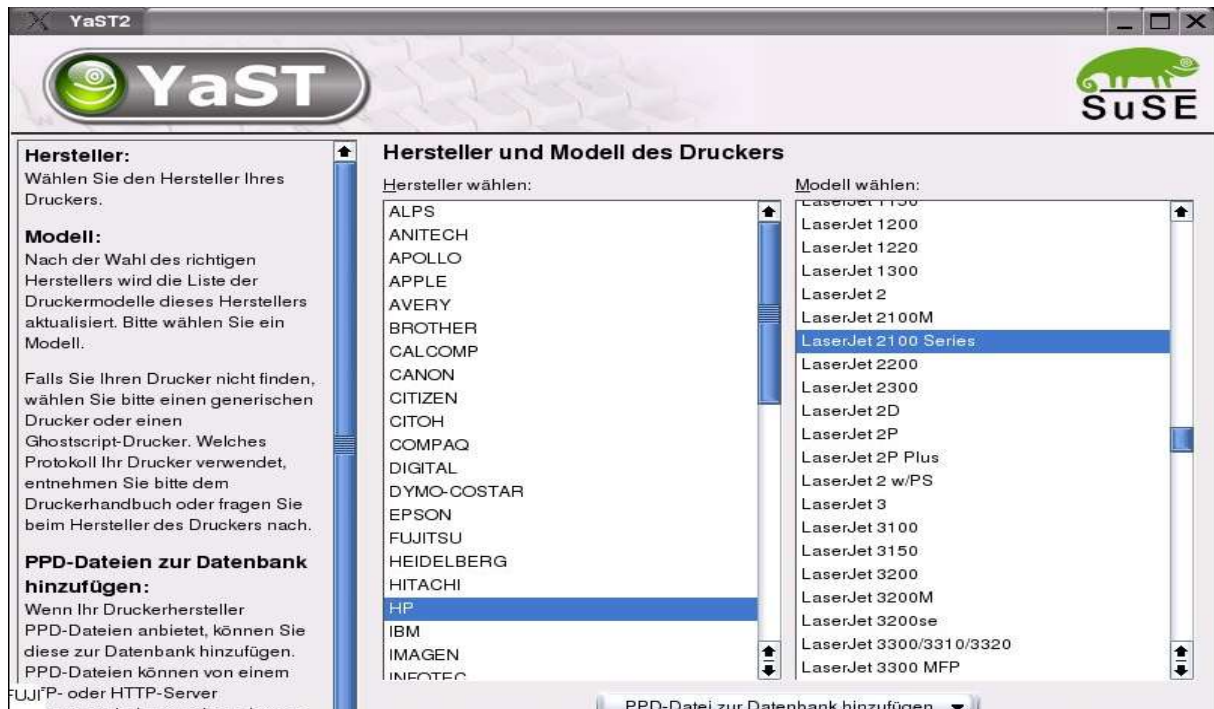 YaST2
YaST
SuSE
Hersteller:
Wählen Sie den Hersteller Ihres
Druckers.
Modell:
Nach der Wahl des richtigen
Herstellers wird die Liste der
Druckermodelle dieses Herstellers
aktualisiert. Bitte wählen Sie ein
Modell.
Falls Sie Ihren Drucker nicht finden,
wählen Sie bitte einen generischen
Drucker oder einen
Ghostscript-Drucker. Welches
Protokoll Ihr Drucker verwendet,
entnehmen Sie bitte dem
Druckerhandbuch oder fragen Sie
beim Hersteller des Druckers nach.
PPD-Dateien zur Datenbank
hinzufügen:
Wenn Ihr Druckerhersteller
PPD-Dateien anbietet, können Sie
diese zur Datenbank hinzufügen.
PPD-Dateien können von einem
oder HTTP-Server
FUJI
Hersteller und Modell des Druckers
Hersteller wählen:
ALPS
ANITECH
APOLLO
APPLE
AVERY
BROTHER
CALCOMP
CANON
CITIZEN
CITOH
COMPAQ
DIGITAL
DYMO-COSTAR
EPSON
FUJITSU
HEIDELBERG
HITACHI
HP
IBM
IMAGEN
INFOTEC
Modell wählen:
LaserJet 1150
LaserJet 1200
LaserJet 1220
LaserJet 1300
LaserJet 2
LaserJet 2100M
LaserJet 2100 Series
LaserJet 2200
LaserJet 2300
LaserJet 2D
LaserJet 2P
LaserJet 2P Plus
LaserJet 2 w/PS
LaserJet 3
LaserJet 3100
LaserJet 3150
LaserJet 3200
LaserJet 3200M
LaserJet 3200se
LaserJet 3300/3310/3320
LaserJet 3300 MFP
PPD-Datei zur Datenbank hinzufügen